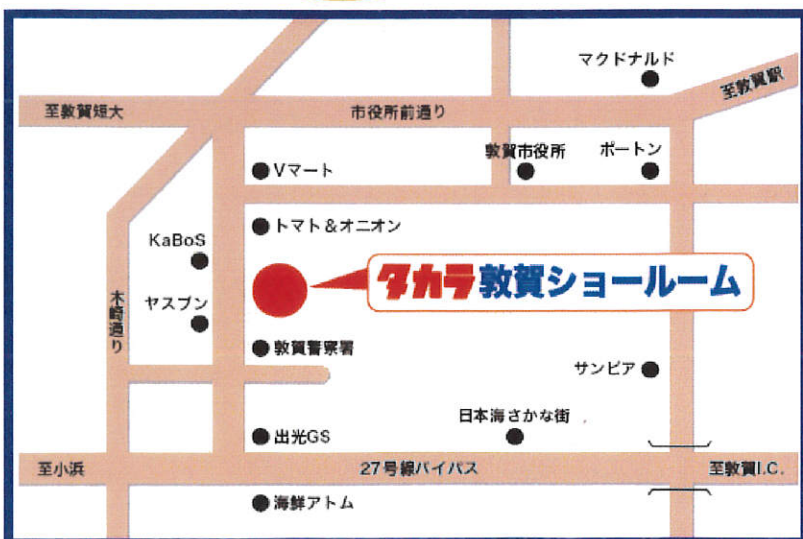 マクドナルド
至敦賀駅
至敦賀短大
市役所前通り
Vマート
敦賀市役所
ポートン
トマト＆オニオン
KaBoS
タカラ敦賀ショールーム
木崎通り
ヤスブン
敦賀警察署
サンピア
日本海さかな街
出光GS
至小浜
27号線バイパス
至敦賀I.C.
海鮮アトム